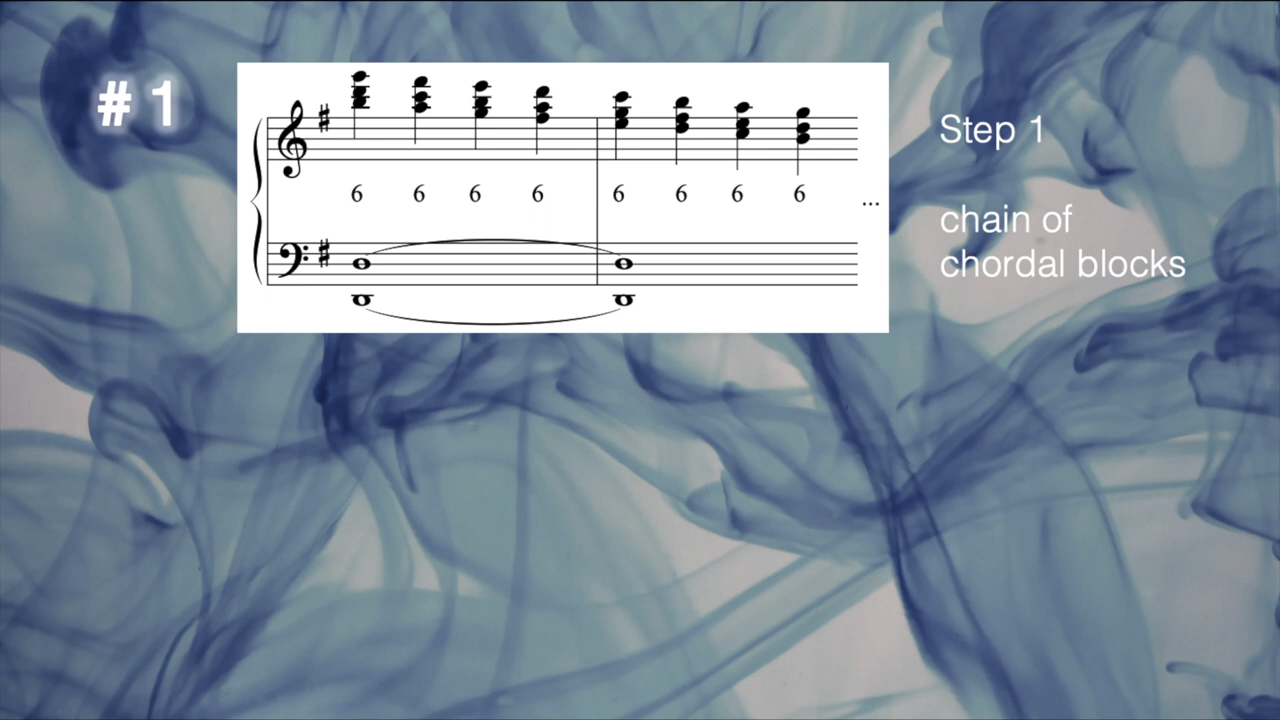 # 1
Step 1
chain of
chordal blocks
6 6 6 6 6 6 6 6 ...